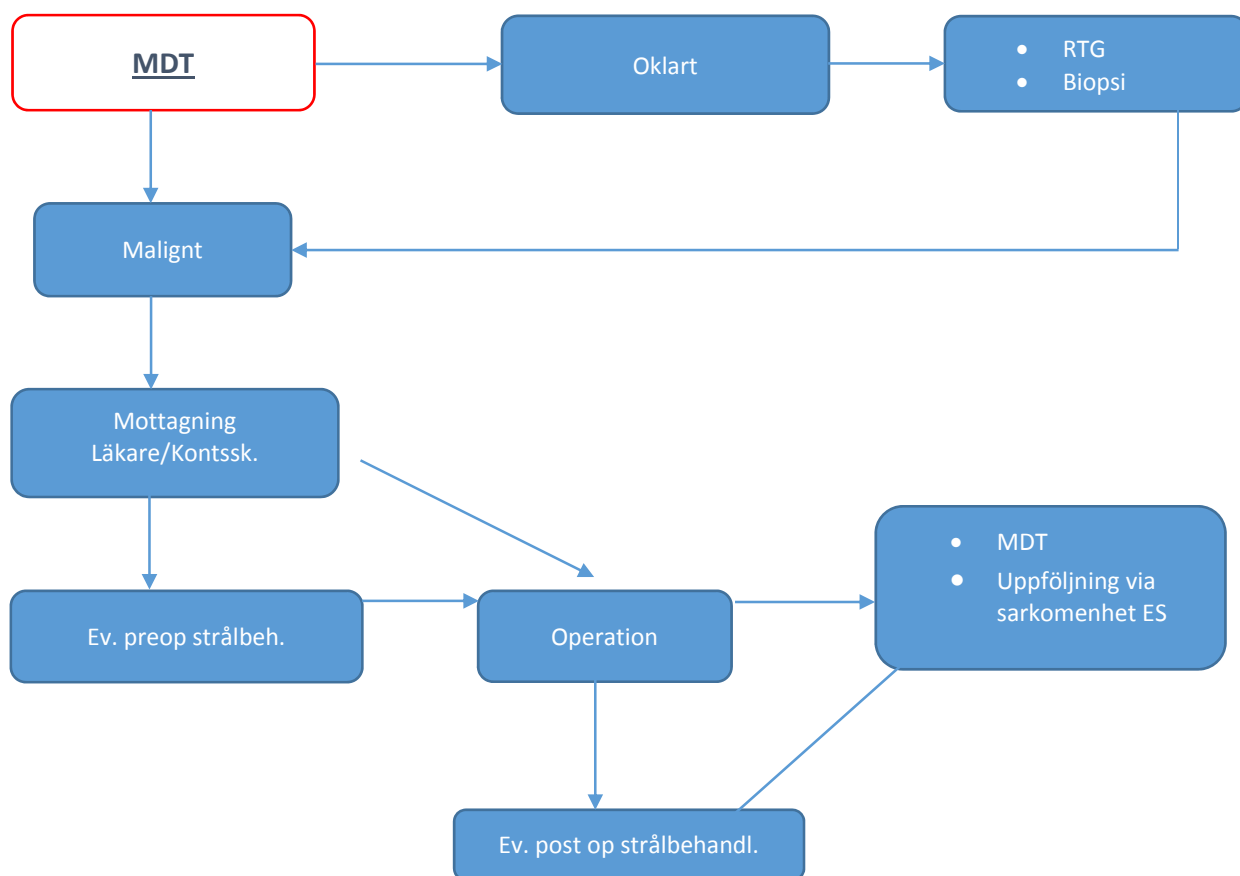 MDT
Oklart
• RTG
• Biopsi
Malignt
Mottagning
Läkare/Kontssk.
Ev. preop strålbeh.
Operation
• MDT
• Uppföljning via
sarkomenhet ES
Ev. post op strålbehandl.